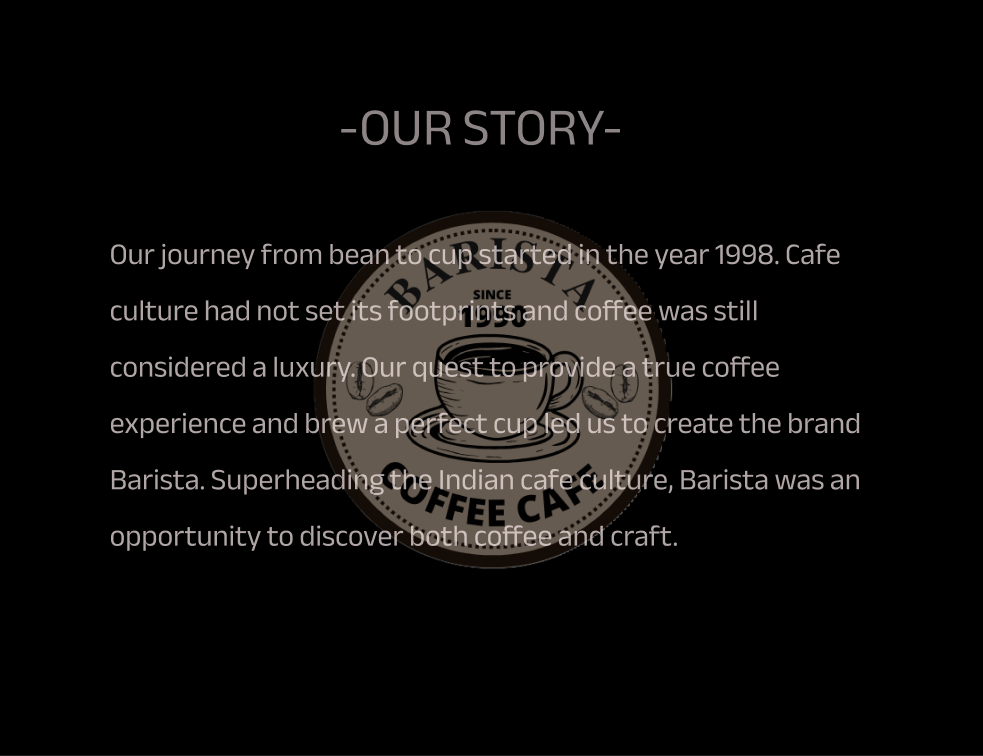 -OUR STORY-
Our journey from bean to cup started in the year 1998. Cafe
culture had not set its footprints and coffee was still
considered a luxury. Our quest to provide a true coffee
experience and brew a perfect cup led us to create the brand
Barista. Superheading the Indian cafe culture, Barista was an
opportunity to discover both coffee and craft.
BARISTA
SINCE
COFFEE CAFE